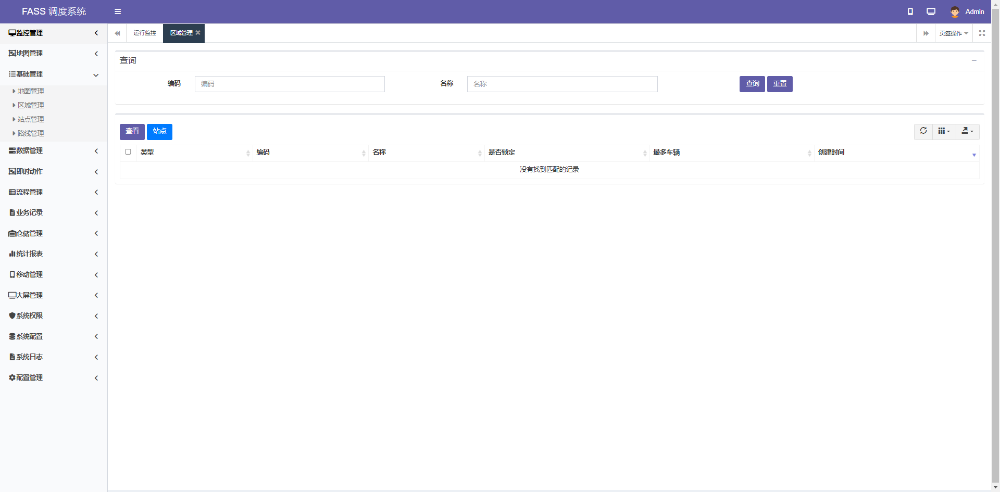 FASS 调度系统
Admin
监控管理
地图管理
基础管理
地图管理
区域管理
站点管理
路线管理
数据管理
即时动作
流程管理
业务记录
仓储管理
统计报表
移动管理
大屏管理
系统权限
系统配置
系统日志
配置管理
运行监控 区域管理
页签操作
查询
编码 编码 名称 名称 查询 重置
查看 站点
类型 编码 名称 是否锁定 最多车辆 创建时间
没有找到匹配的记录